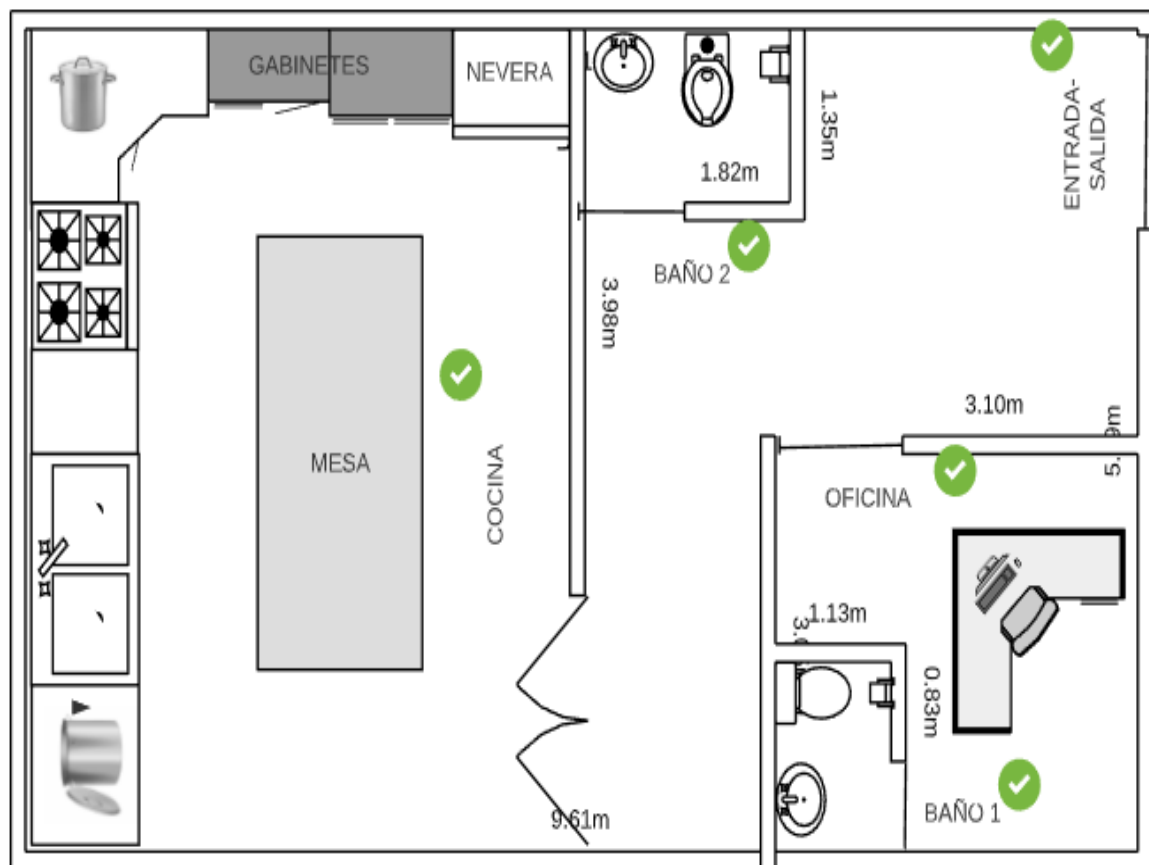 GABINETES
NEVERA
1.35m
ENTRADA-
SALIDA
1.82m
BAÑO 2
3.98m
3.10m
MESA
COCINA
OFICINA
1.13m
0.83m
BAÑO 1
9.61m